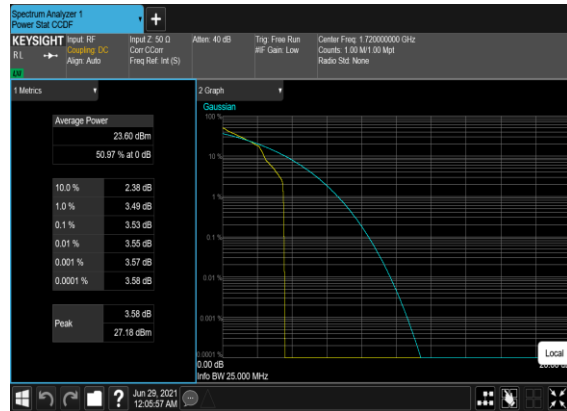 Spectrum Analyzer 1
Power Stat CCDF
KEYSIGHT
RL
LW
Input: RF
Coupling: DC
Align: Auto
Input Z: 50 Ω
Corr CCorr
Freq Ref: Int (S)
Atten: 40 dB
Trig: Free Run
#IF Gain: Low
Center Freq: 1.720000000 GHz
Counts: 1.00 M/1.00 Mpt
Radio Std: None
1 Metrics
Average Power
23.60 dBm
50.97 % at 0 dB
10.0 % 2.38 dB
1.0 % 3.49 dB
0.1 % 3.53 dB
0.01 % 3.55 dB
0.001 % 3.57 dB
0.0001 % 3.58 dB
Peak
3.58 dB
27.18 dBm
2 Graph
Gaussian
100 %
10 %
1 %
0.1 %
0.01 %
0.001 %
0.0001 %
0.00 dB
Info BW 25.000 MHz
Local
?
Jun 29, 2021
12:05:57 AM